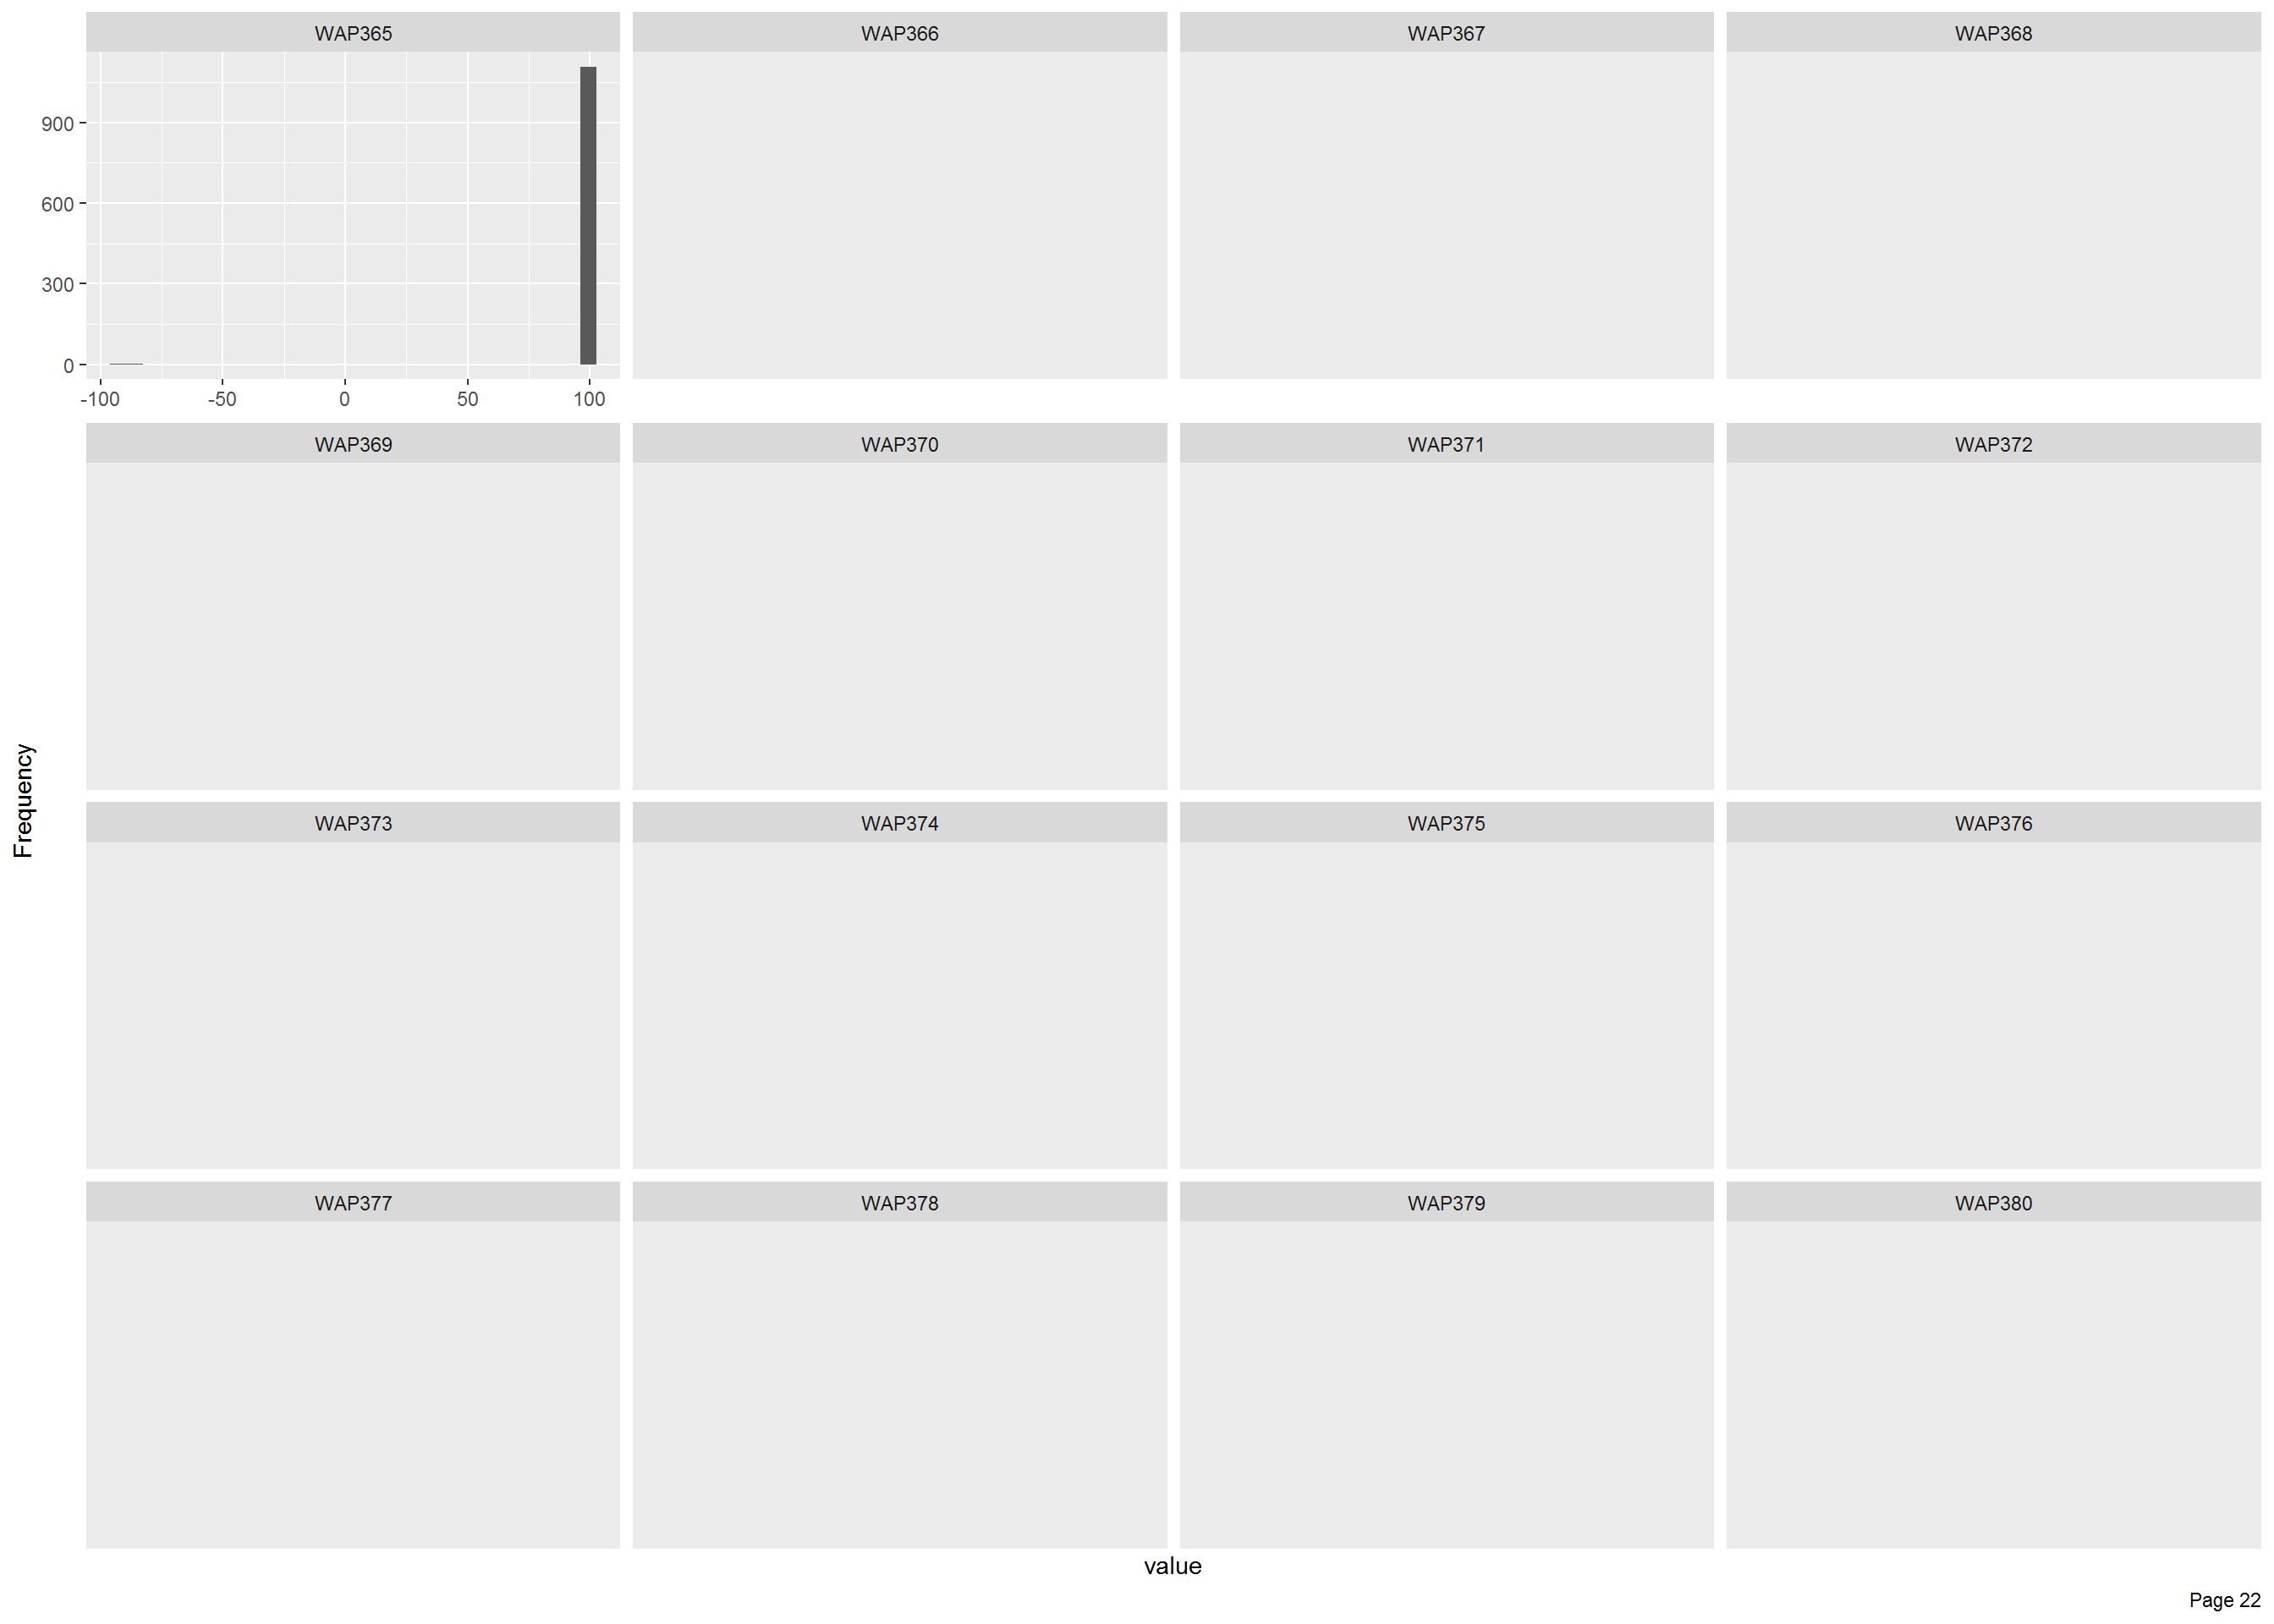 WAP365 WAP366 WAP367 WAP368
900
600
300
0
-100 -50 0 50 100
WAP369 WAP370 WAP371 WAP372
Frequency
WAP373 WAP374 WAP375 WAP376
WAP377 WAP378 WAP379 WAP380
value
Page 22